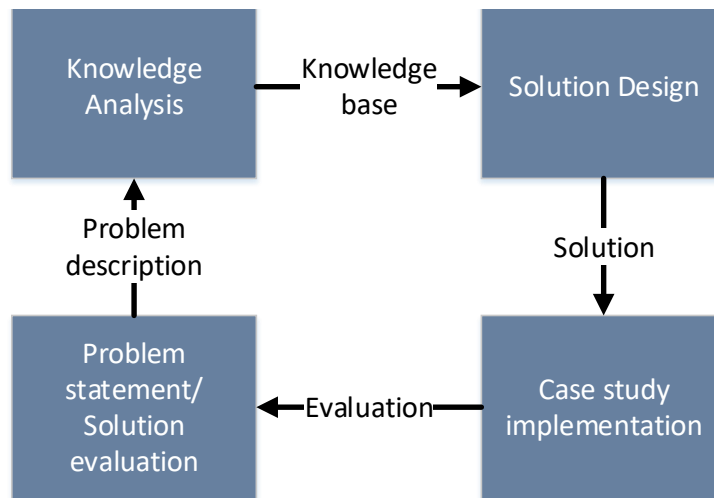 Knowledge
Analysis
Knowledge
base
Solution Design
Problem
description
Solution
Problem
statement/
Solution
evaluation
Evaluation
Case study
implementation